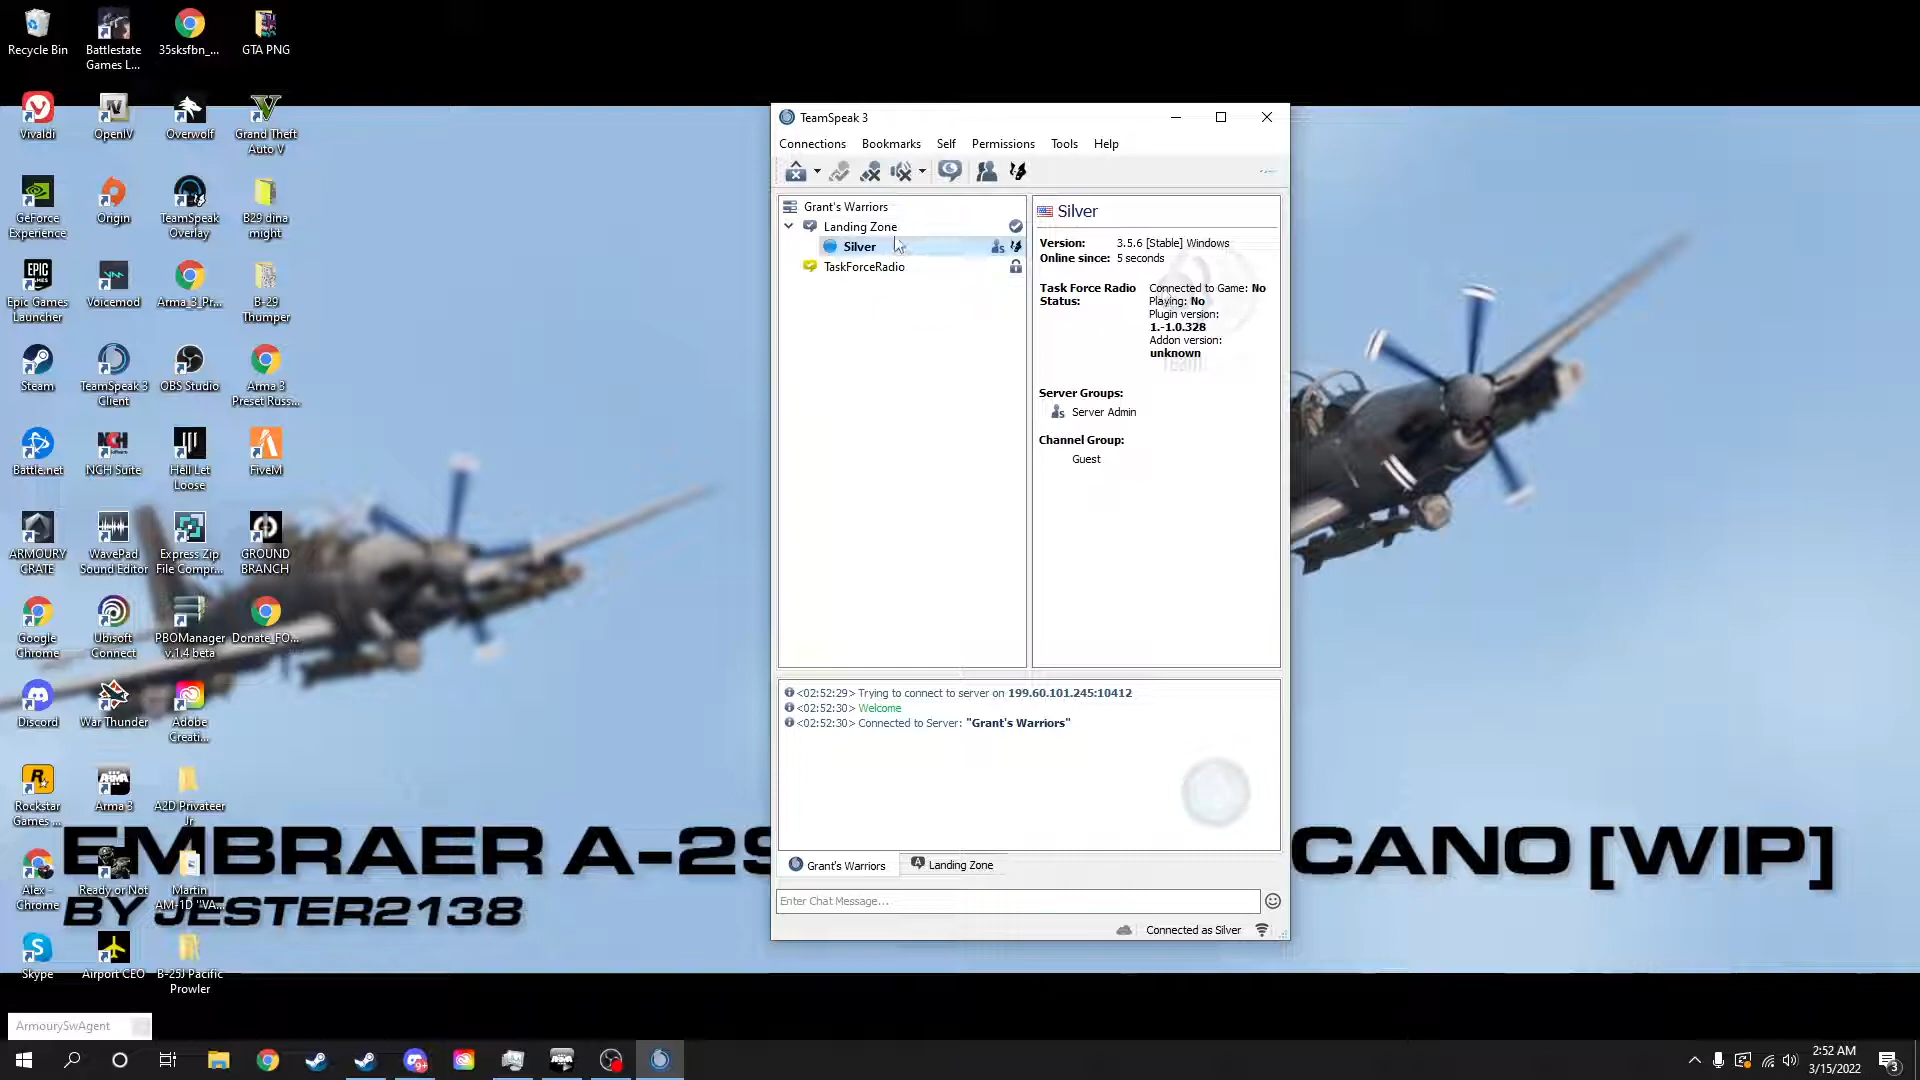 Recycle Bin
Battlestate
Games L...
35sksfbn_...
GTA PNG
Vivaldi
OpenIV
Overwolf
Grand Theft
Auto V
GeForce
Experience
Origin
TeamSpeak
Overlay
B29 dina
might
Epic Games
Launcher
Voicemod
Arma_3_Pr...
B-29
Thumper
Steam
TeamSpeak 3
Client
OBS Studio
Arma 3
Preset Russ...
Battle.net
NCH Suite
Hell Let
Loose
FiveM
ARMOURY
CRATE
WavePad
Sound Editor
Express Zip
File Compr...
GROUND
BRANCH
Google
Chrome
Ubisoft
Connect
PBOManager
v.1.4 beta
Donate_FO...
Discord
War Thunder
Adobe
Creati...
Rockstar
Games ...
Arma 3
A2D Privateer
Jr
Alex -
Chrome
Ready or Not
Martin
AM-1D "VA...
Skype
Airport CEO
B-25J Pacific
Prowler
EMBRAER A-29
CANO [WIP]
BY JESTER2138
TeamSpeak 3
Connections Bookmarks Self Permissions Tools Help
Grant's Warriors
Landing Zone
Silver
TaskForceRadio
Silver
Version: 3.5.6 [Stable] Windows
Online since: 5 seconds
Task Force Radio
Status:
Connected to Game: No
Playing: No
Plugin version:
1.-1.0.328
Addon version:
unknown
Server Groups:
Server Admin
Channel Group:
Guest
<02:52:29> Trying to connect to server on 199.60.101.245:10412
<02:52:30> Welcome
<02:52:30> Connected to Server: "Grant's Warriors"
Grant's Warriors
Landing Zone
Enter Chat Message...
Connected as Silver
ArmourySwAgent
2:52 AM
3/15/2022